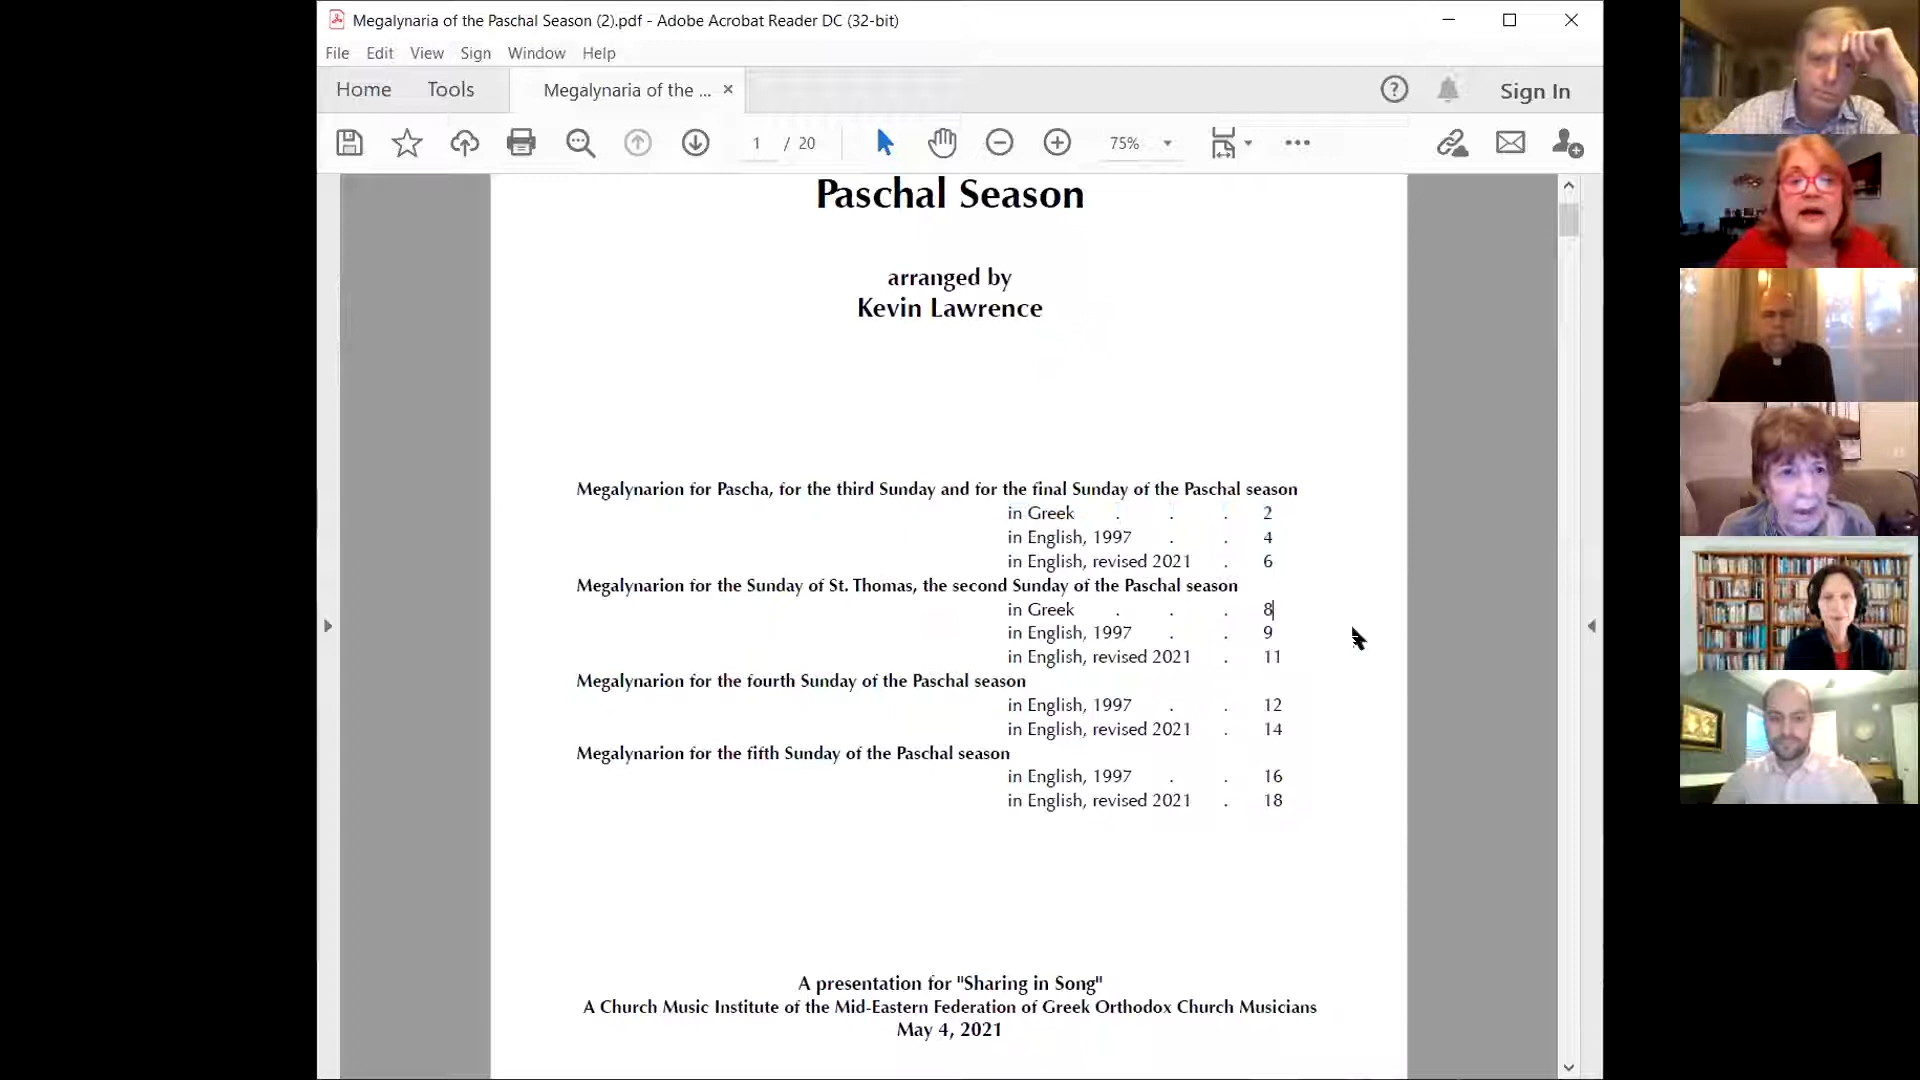 Megalynaria of the Paschal Season (2).pdf - Adobe Acrobat Reader DC (32-bit)
File Edit View Sign Window Help
Home Tools Megalynaria of the ... Sign In
1 / 20 75%
Paschal Season
arranged by
Kevin Lawrence
Megalynarion for Pascha, for the third Sunday and for the final Sunday of the Paschal season
in Greek . . . 2
in English, 1997 . . 4
in English, revised 2021 . 6
Megalynarion for the Sunday of St. Thomas, the second Sunday of the Paschal season
in Greek . . . 8
in English, 1997 . . 9
in English, revised 2021 . 11
Megalynarion for the fourth Sunday of the Paschal season
in English, 1997 . . 12
in English, revised 2021 . 14
Megalynarion for the fifth Sunday of the Paschal season
in English, 1997 . . 16
in English, revised 2021 . 18
A presentation for "Sharing in Song"
A Church Music Institute of the Mid-Eastern Federation of Greek Orthodox Church Musicians
May 4, 2021